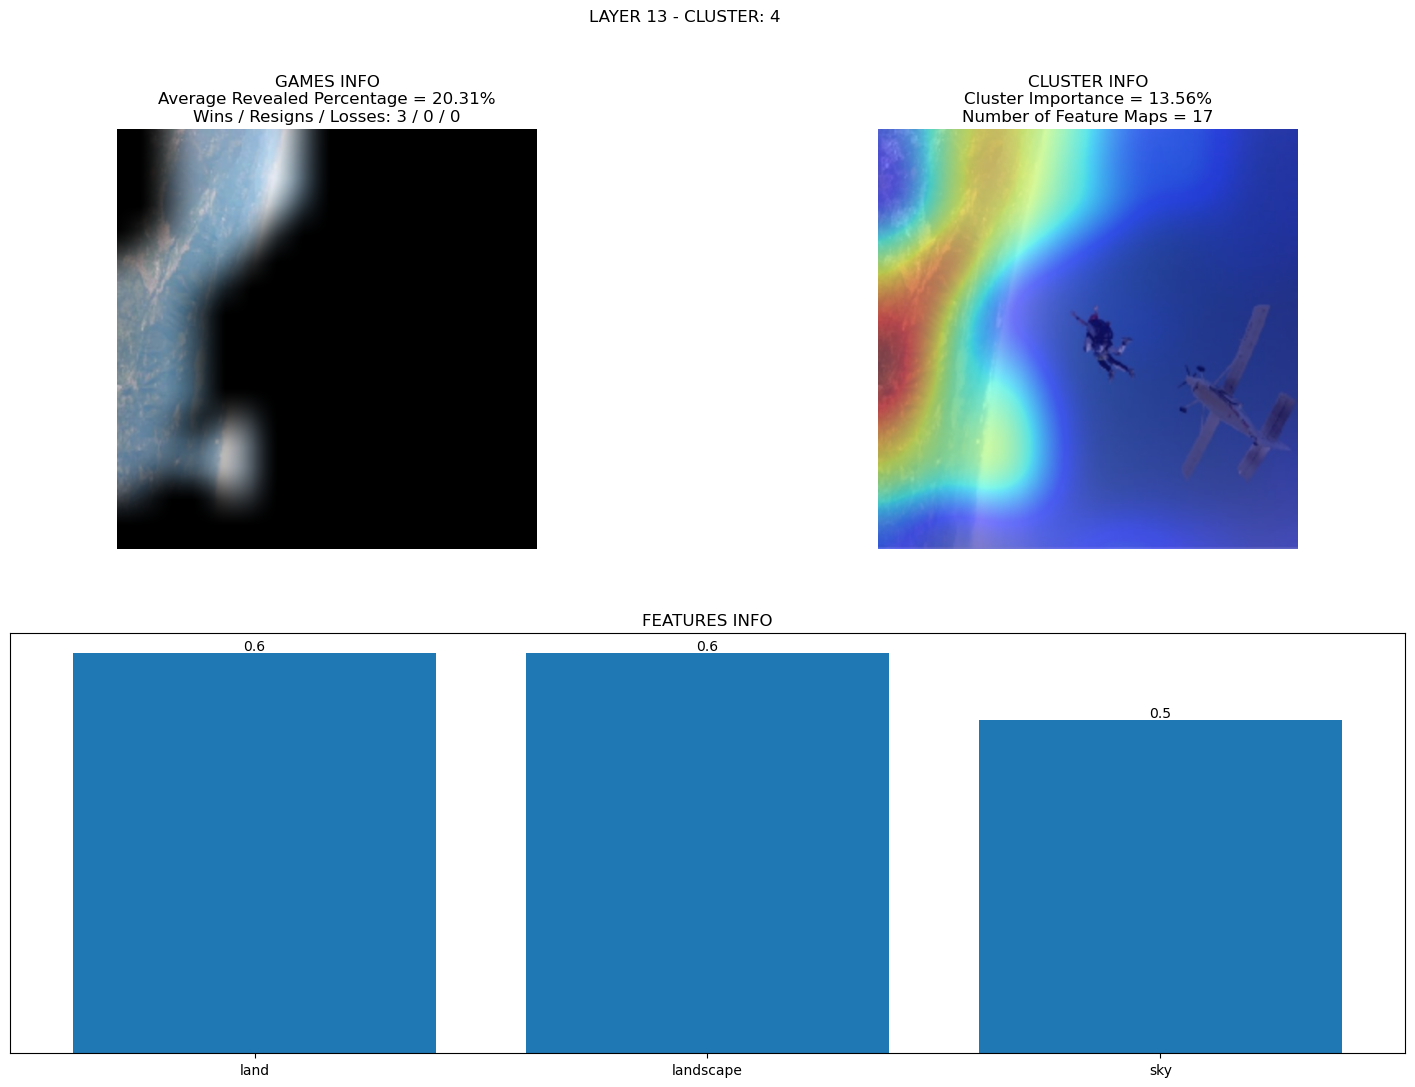 LAYER 13 - CLUSTER: 4
GAMES INFO
Average Revealed Percentage = 20.31%
Wins / Resigns / Losses: 3 / 0 / 0
CLUSTER INFO
Cluster Importance = 13.56%
Number of Feature Maps = 17
FEATURES INFO
0.6
0.6
0.5
land
landscape
sky